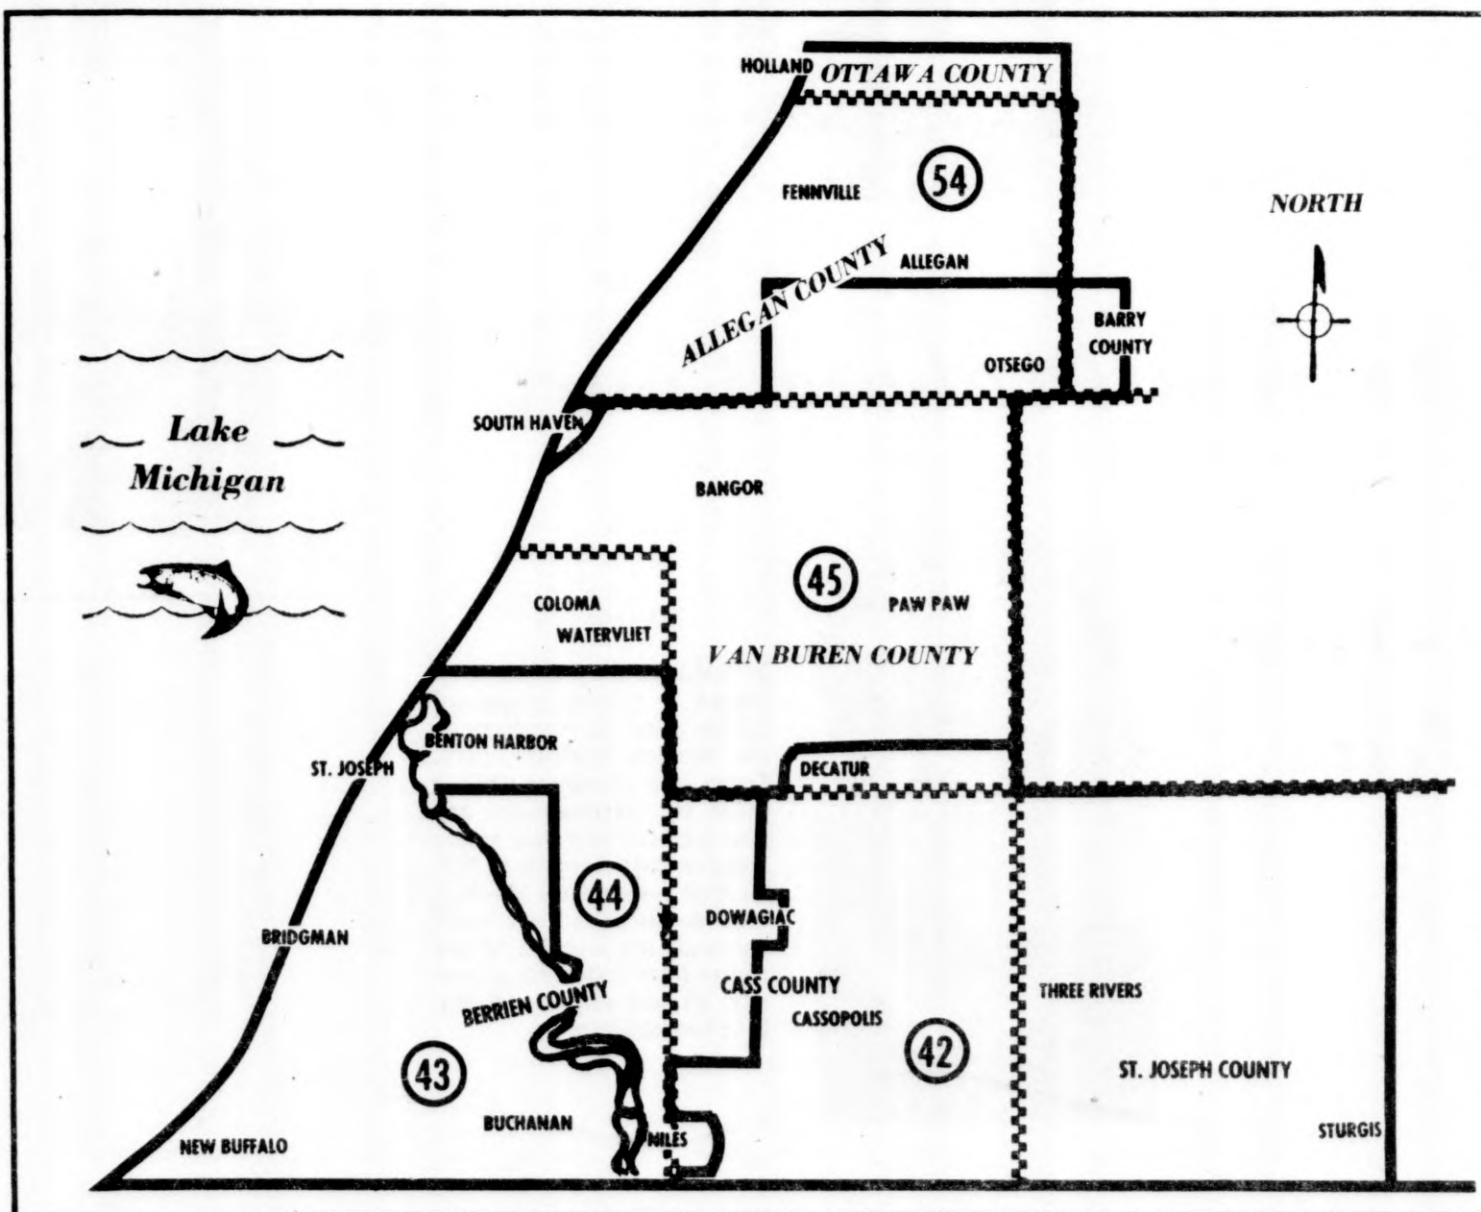 HOLLAND
OTTAWA COUNTY
54
FENNVILLE
NORTH
ALLEGAN
ALLEGAN COUNTY
BARRY
COUNTY
OTSEGO
SOUTH HAVEN
Lake
Michigan
BANGOR
45
COLOMA
WATERVLIET
PAW PAW
VAN BUREN COUNTY
BENTON HARBOR
ST. JOSEPH
DECATUR
44
DOWAGIAC
BRIDGMAN
CASS COUNTY
CASSOPOLIS
THREE RIVERS
BERRIEN COUNTY
42
43
ST. JOSEPH COUNTY
BUCHANAN
NILES
STURGIS
NEW BUFFALO